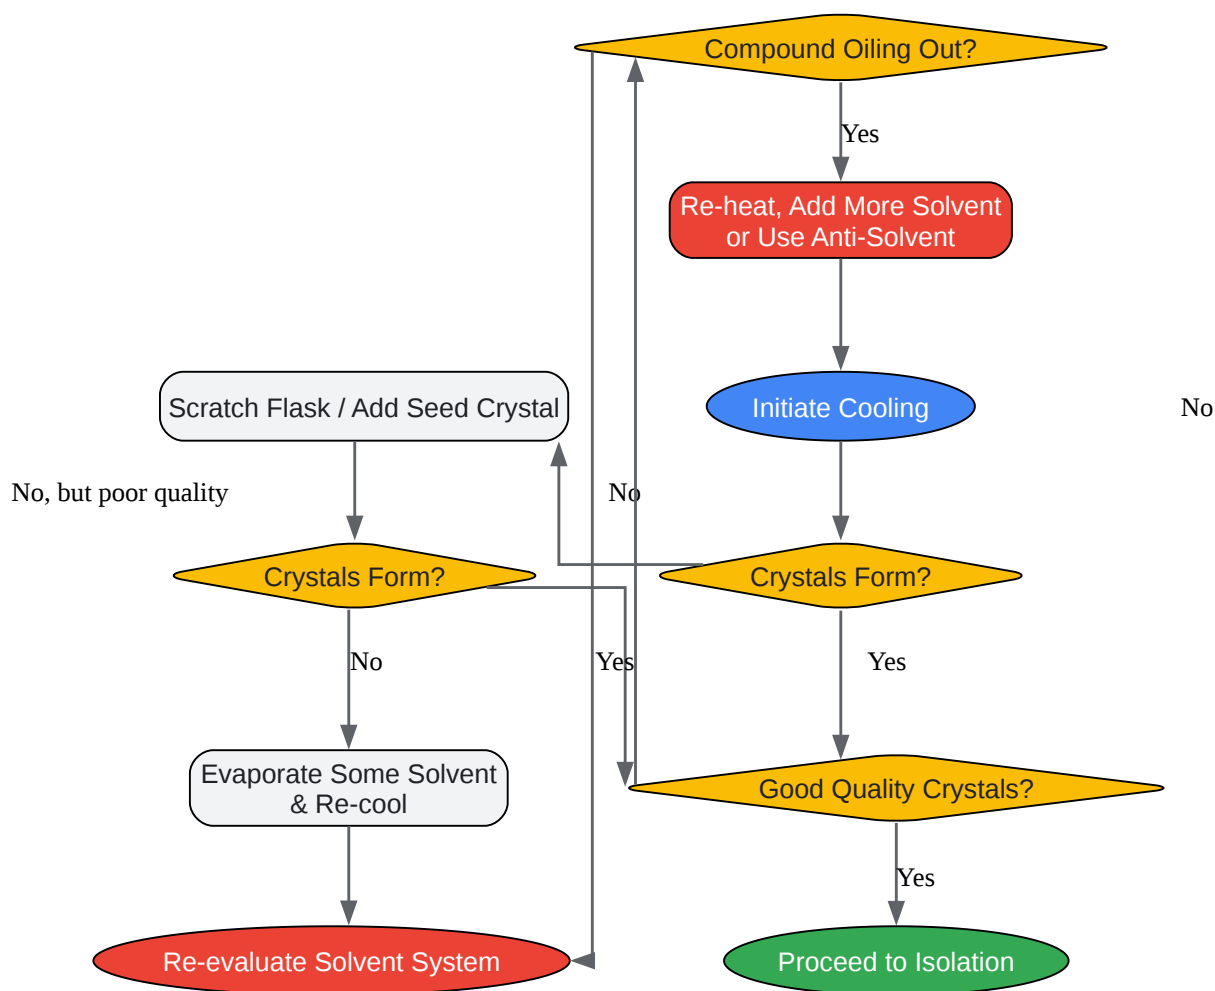 Compound Oiling Out?
Yes
Re-heat, Add More Solvent
or Use Anti-Solvent
Scratch Flask / Add Seed Crystal
Initiate Cooling
No
No, but poor quality
No
Crystals Form?
Crystals Form?
No
Yes
Yes
Evaporate Some Solvent
& Re-cool
Good Quality Crystals?
Yes
Re-evaluate Solvent System
Proceed to Isolation